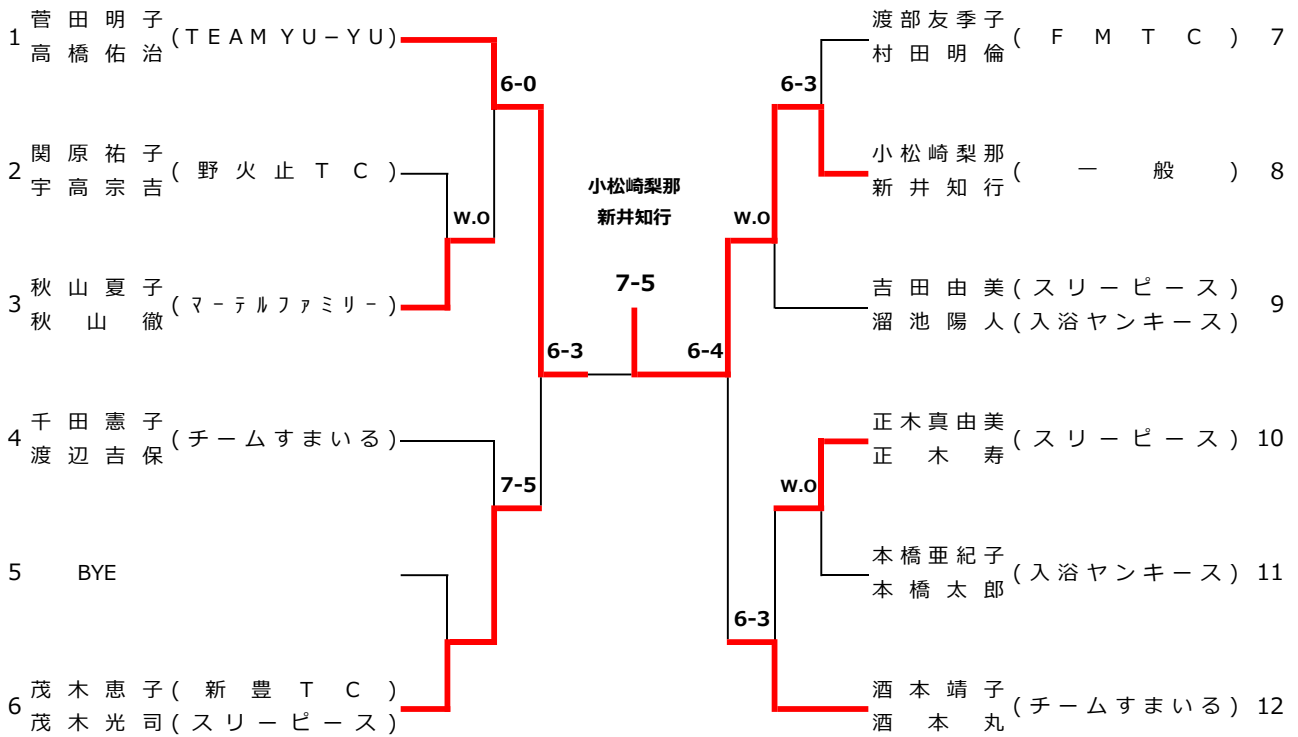 菅田明子
1 (TEAM YU-YU)
高橋佑治
6-0
関原祐子
2 (野火止TC)
宇高宗吉
W.O
秋山夏子
3 (マーテルファミリー)
秋山徹
6-3
千田憲子
4 (チームすまいる)
渡辺吉保
7-5
5 BYE
茂木恵子(新豊TC)
6
茂木光司(スリーピース)
小松崎梨那
新井知行
7-5
渡部友季子
(FMTC) 7
村田明倫
6-3
小松崎梨那
(一般) 8
新井知行
W.O
吉田由美(スリーピース)
9
溜池陽人(入浴ヤンキース)
6-4
正木真由美
(スリーピース) 10
正木寿
W.O
本橋亜紀子
(入浴ヤンキース) 11
本橋太郎
6-3
酒本靖子
(チームすまいる) 12
酒本丸